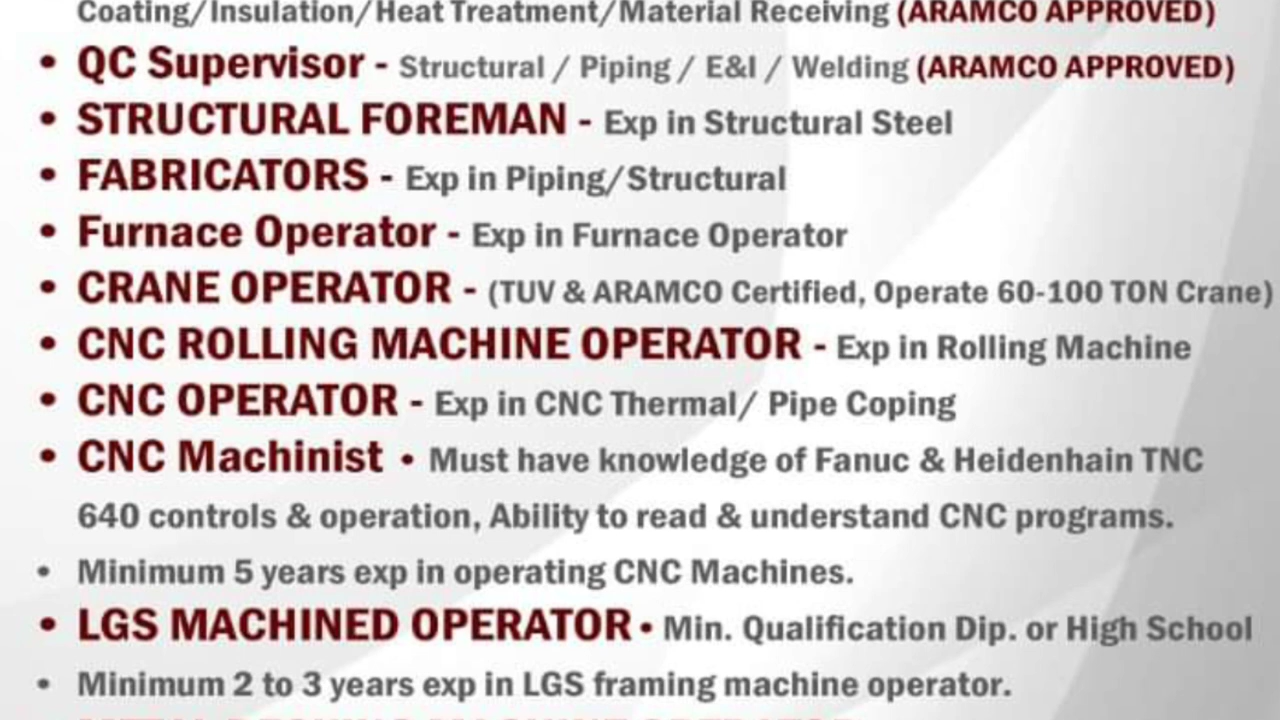 Coating/Insulation/Heat Treatment/Material Receiving (ARAMCO APPROVED)
• QC Supervisor - Structural / Piping / E&I / Welding (ARAMCO APPROVED)
• STRUCTURAL FOREMAN - Exp in Structural Steel
• FABRICATORS - Exp in Piping/Structural
• Furnace Operator - Exp in Furnace Operator
• CRANE OPERATOR - (TUV & ARAMCO Certified, Operate 60-100 TON Crane)
• CNC ROLLING MACHINE OPERATOR - Exp in Rolling Machine
• CNC OPERATOR - Exp in CNC Thermal/ Pipe Coping
• CNC Machinist • Must have knowledge of Fanuc & Heidenhain TNC
640 controls & operation, Ability to read & understand CNC programs.
• Minimum 5 years exp in operating CNC Machines.
• LGS MACHINED OPERATOR • Min. Qualification Dip. or High School
• Minimum 2 to 3 years exp in LGS framing machine operator.